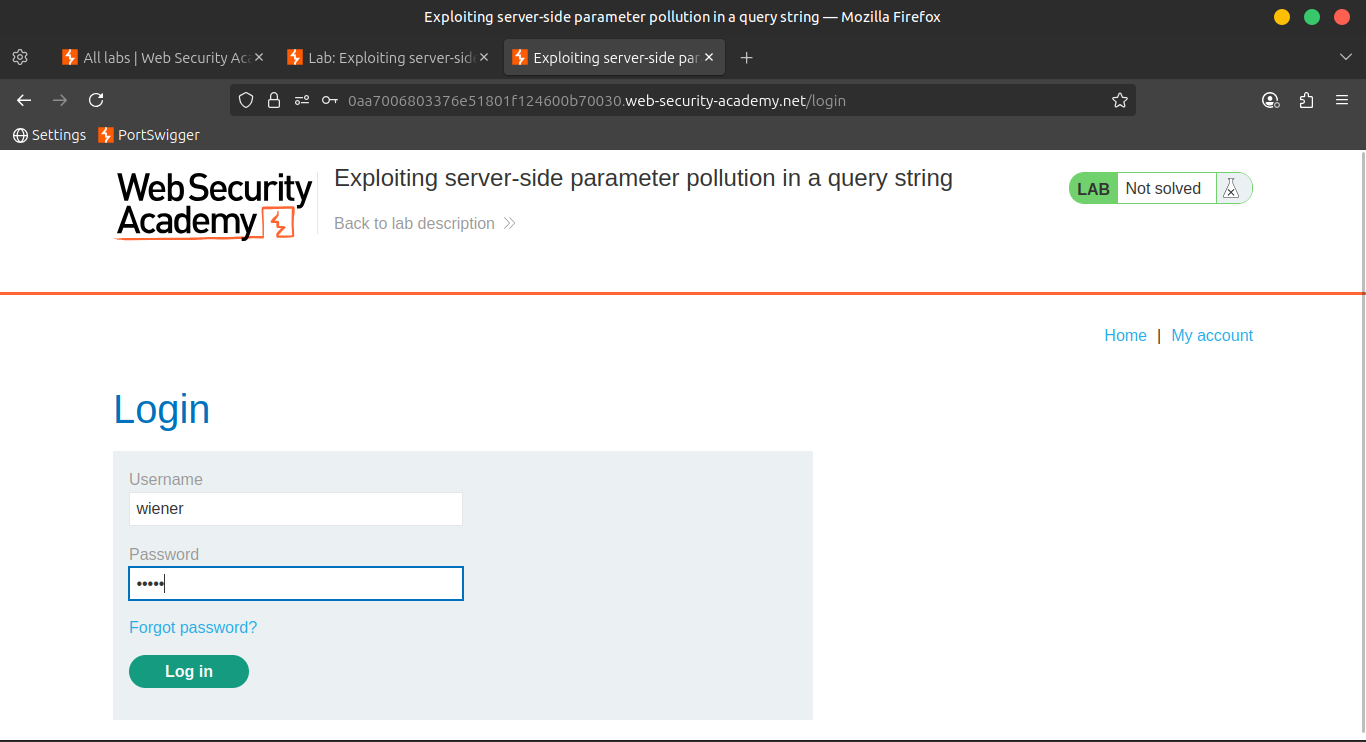 Exploiting server-side parameter pollution in a query string — Mozilla Firefox
All labs | Web Security Ac
Lab: Exploiting server-sid
Exploiting server-side par
0aa7006803376e51801f124600b70030.web-security-academy.net/login
Settings
PortSwigger
Web Security
Academy
Exploiting server-side parameter pollution in a query string
Back to lab description
LAB
Not solved
Home | My account
Login
Username
wiener
Password
•••••
Forgot password?
Log in